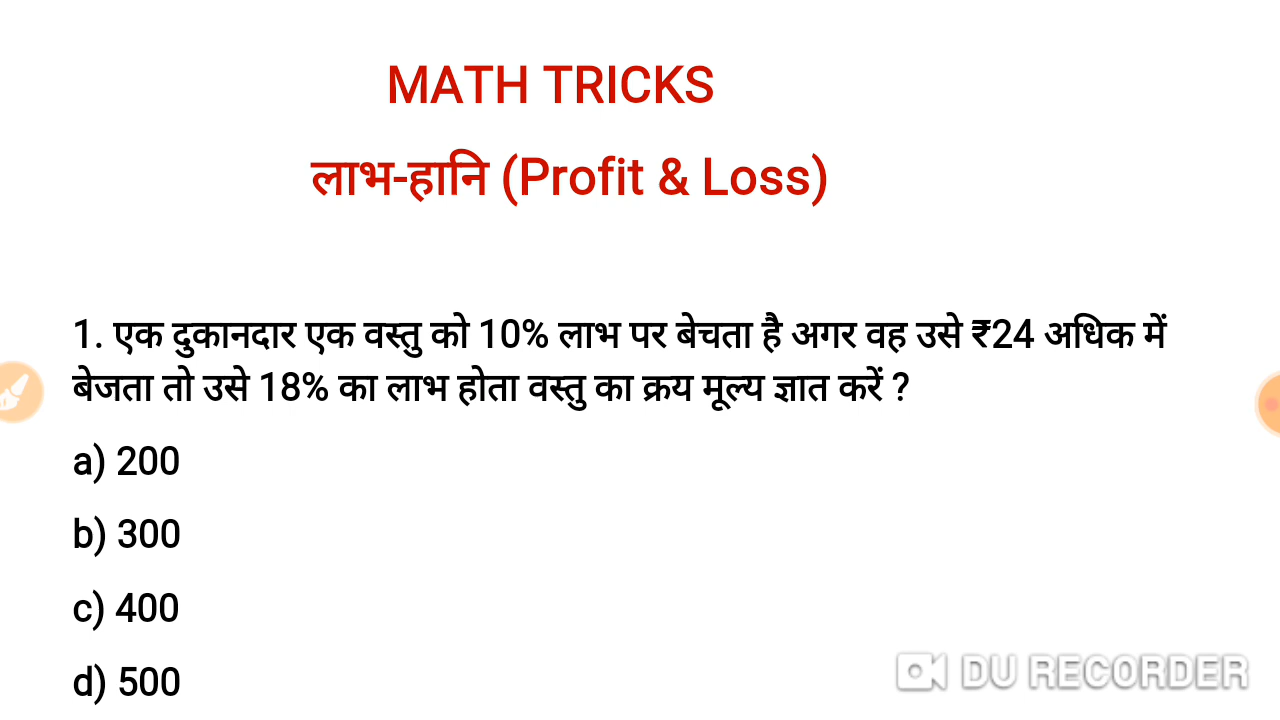 MATH TRICKS
लाभ-हानि (Profit & Loss)
1. एक दुकानदार एक वस्तु को 10% लाभ पर बेचता है अगर वह उसे ₹24 अधिक में
बेजता तो उसे 18% का लाभ होता वस्तु का क्रय मूल्य ज्ञात करें ?
a) 200
b) 300
c) 400
d) 500
DU RECORDER